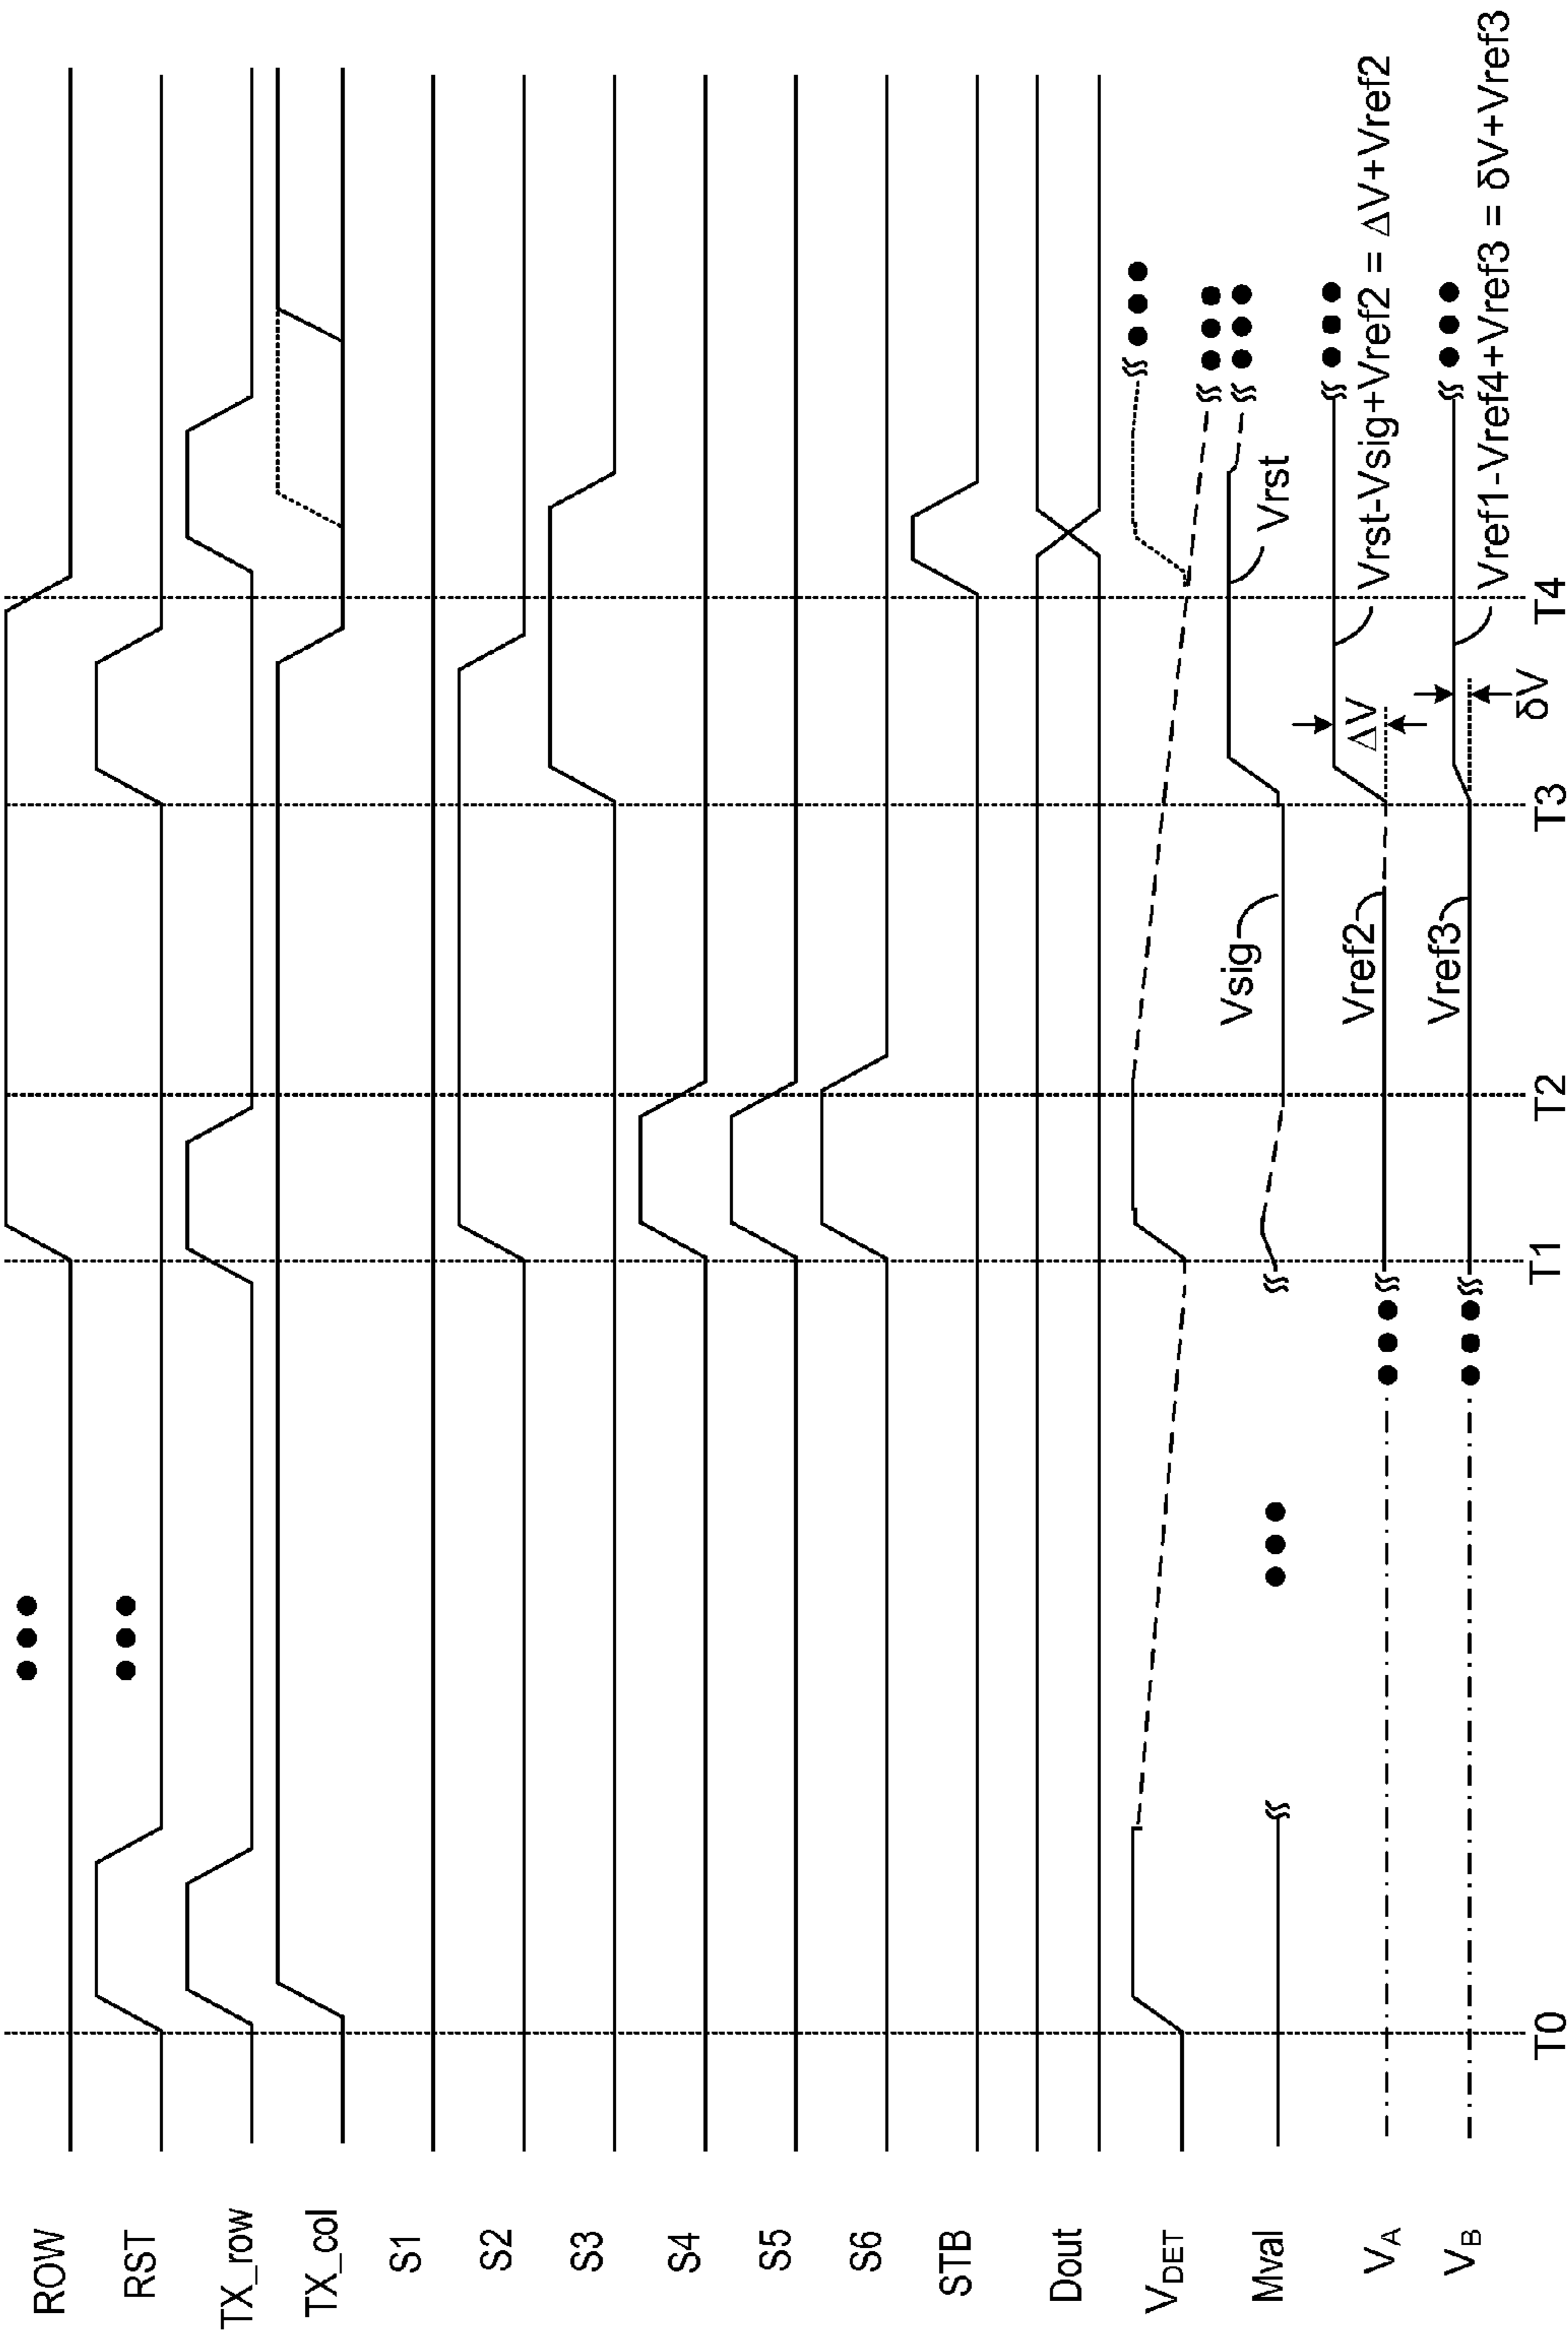 ROW
RST
TX_row
TX_col
S1
S2
S3
S4
S5
S6
STB
Dout
VDET
Mval
VA
VB
Vsig
Vrst
Vref2
ΔV
Vrst-Vsig+Vref2 = ΔV+Vref2
Vref3
δV
Vref1-Vref4+Vref3 = δV+Vref3
T0
T1
T2
T3
T4